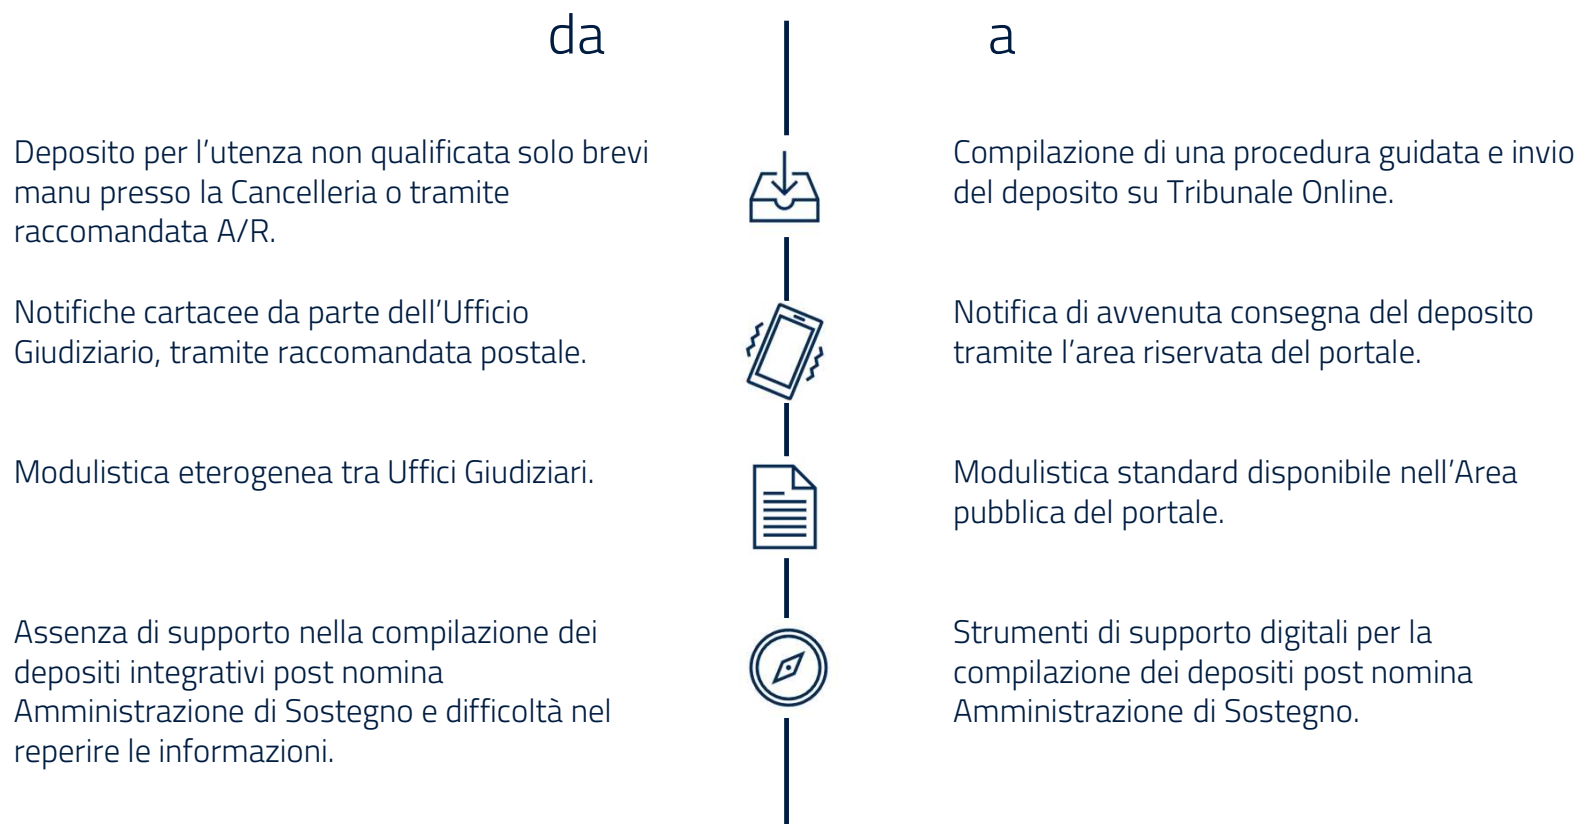 da
a
Deposito per l’utenza non qualificata solo brevi
manu presso la Cancelleria o tramite
raccomandata A/R.
Compilazione di una procedura guidata e invio
del deposito su Tribunale Online.
Notifiche cartacee da parte dell’Ufficio
Giudiziario, tramite raccomandata postale.
Notifica di avvenuta consegna del deposito
tramite l’area riservata del portale.
Modulistica eterogenea tra Uffici Giudiziari.
Modulistica standard disponibile nell’Area
pubblica del portale.
Assenza di supporto nella compilazione dei
depositi integrativi post nomina
Amministrazione di Sostegno e difficoltà nel
reperire le informazioni.
Strumenti di supporto digitali per la
compilazione dei depositi post nomina
Amministrazione di Sostegno.